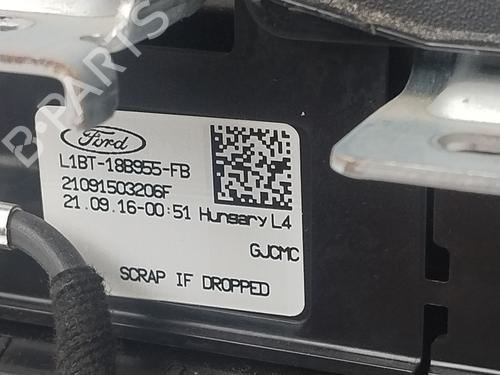 B-PARTS
Ford
L1BT-18B955-FB
21091503206F
21.09.16-00:51 Hungary L4
GJCMC
SCRAP IF DROPPED